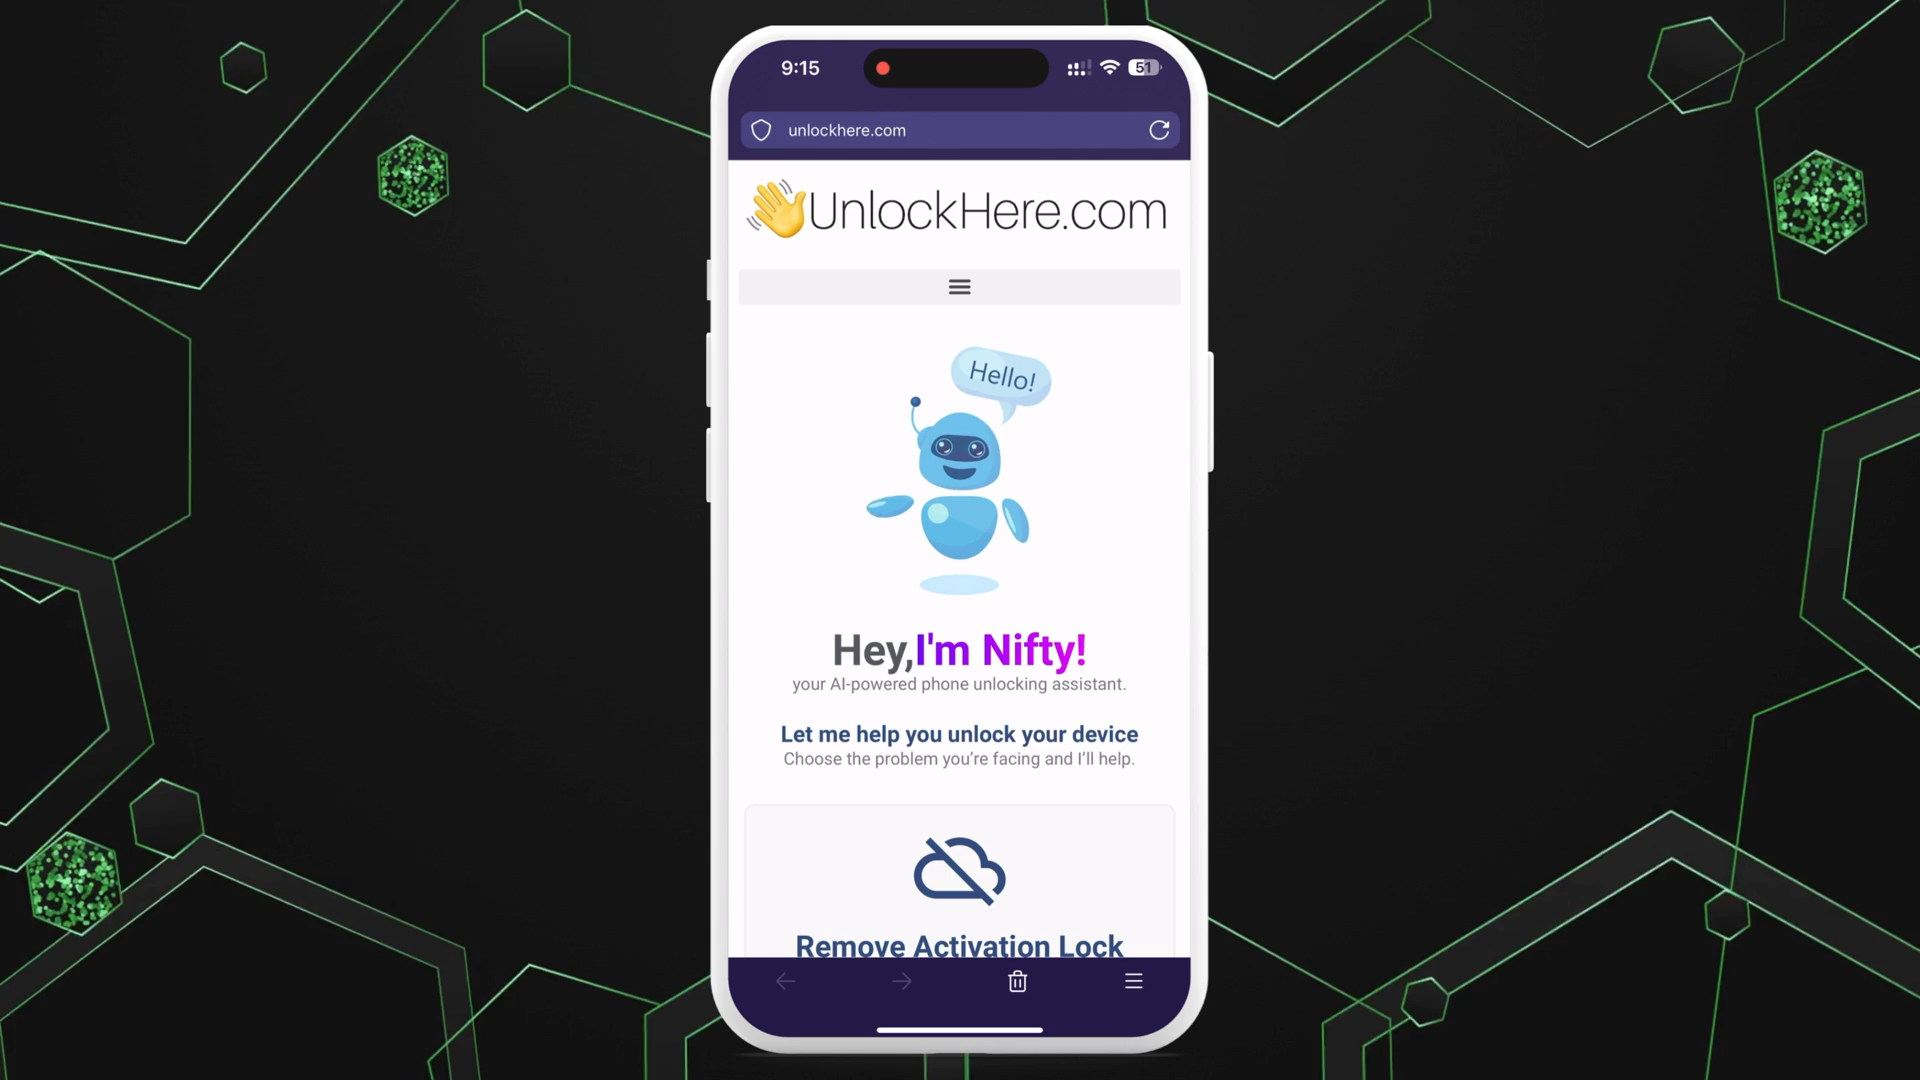 9:15
51
unlockhere.com
UnlockHere.com
Hello!
Hey,I'm Nifty!
your AI-powered phone unlocking assistant.
Let me help you unlock your device
Choose the problem you're facing and I'll help.
Remove Activation Lock